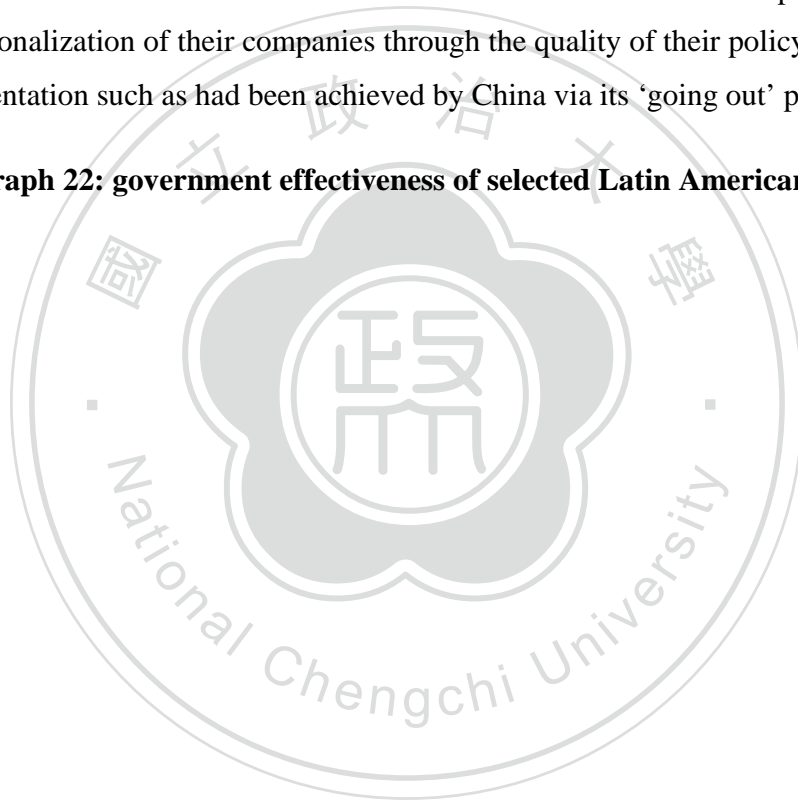 onalization of their companies through the quality of their policy
entation such as had been achieved by China via its ‘going out’ p
raph 22: government effectiveness of selected Latin American
國立政治大學
National Chengchi University